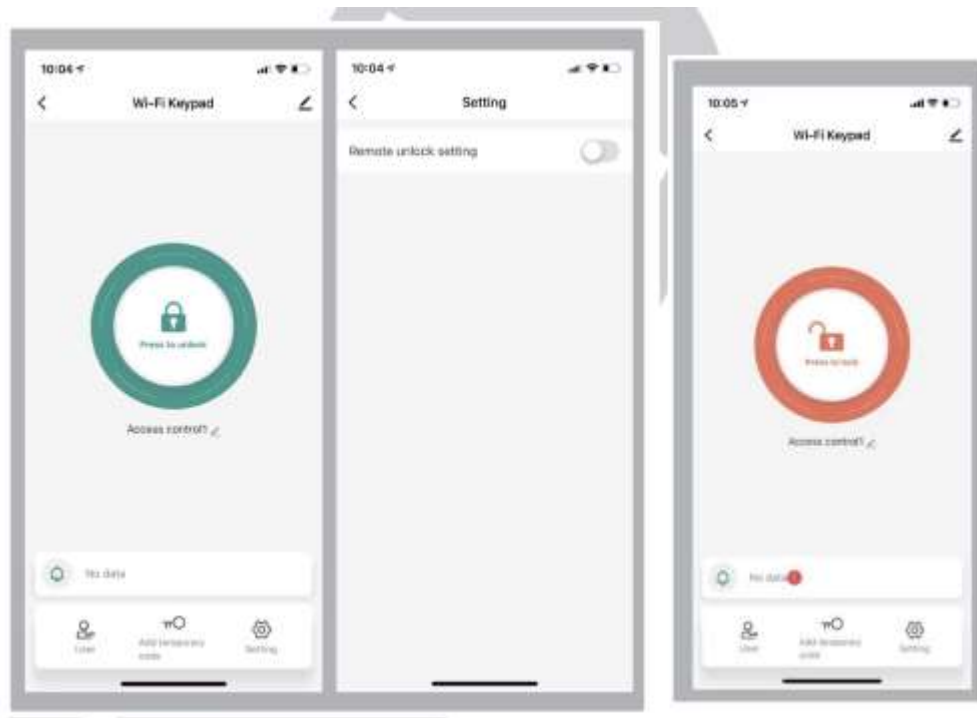 10:04
Wi-Fi Keypad
Press to unlock
Access control1
No data
User
Add temporary
code
Setting
10:04
Setting
Remote unlock setting
10:05
Wi-Fi Keypad
Press to lock
Access control1
No data
User
Add temporary
code
Setting